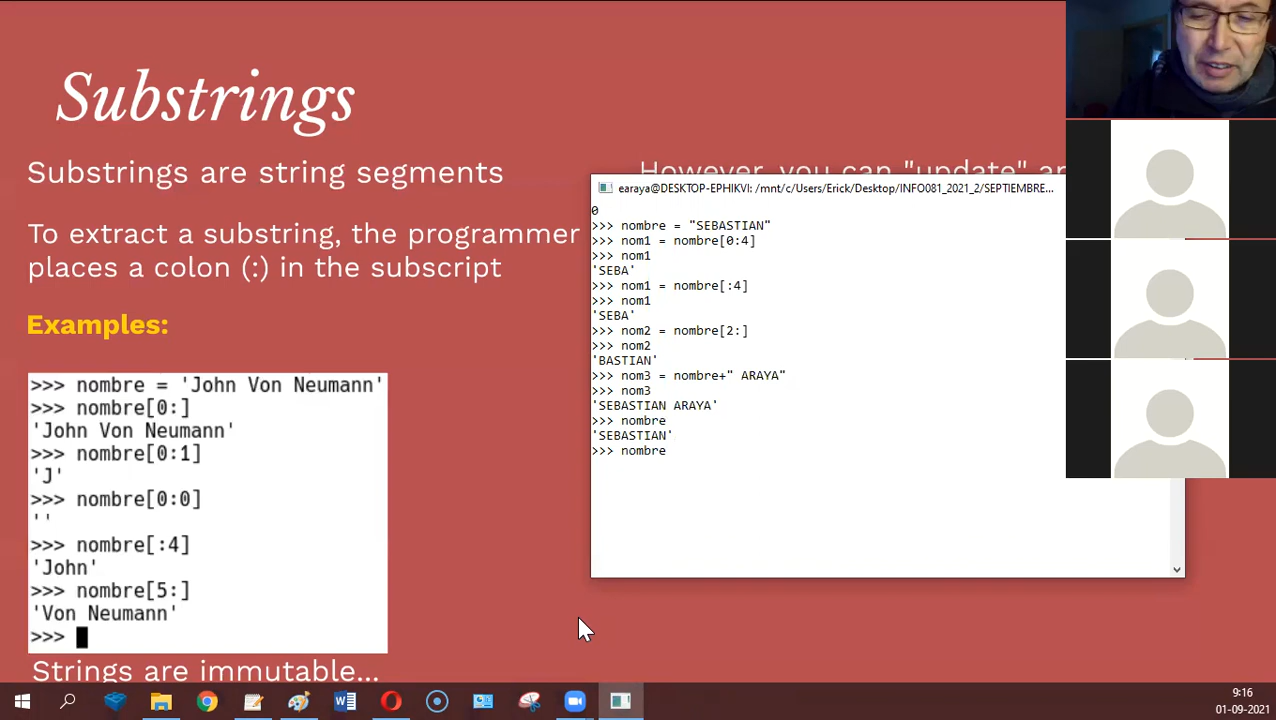 Substrings
Substrings are string segments
To extract a substring, the programmer
places a colon (:) in the subscript
Examples:
>>> nombre = 'John Von Neumann'
>>> nombre[0:]
'John Von Neumann'
>>> nombre[0:1]
'J'
>>> nombre[0:0]
''
>>> nombre[:4]
'John'
>>> nombre[5:]
'Von Neumann'
>>>
Strings are immutable...
However, you can "update" a
earaya@DESKTOP-EPHIKVI: /mnt/c/Users/Erick/Desktop/INFO081_2021_2/SEPTIEMBRE...
0
>>> nombre = "SEBASTIAN"
>>> nom1 = nombre[0:4]
>>> nom1
'SEBA'
>>> nom1 = nombre[:4]
>>> nom1
'SEBA'
>>> nom2 = nombre[2:]
>>> nom2
'BASTIAN'
>>> nom3 = nombre+" ARAYA"
>>> nom3
'SEBASTIAN ARAYA'
>>> nombre
'SEBASTIAN'
>>> nombre
9:16
01-09-2021